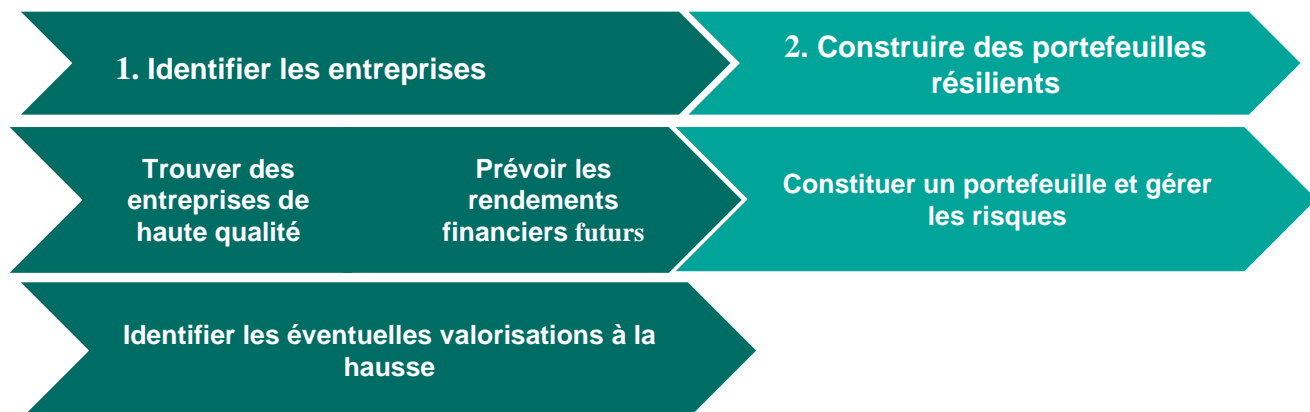 1. Identifier les entreprises
2. Construire des portefeuilles
résilients
Trouver des
entreprises de
haute qualité
Prévoir les
rendements
financiers futurs
Constituer un portefeuille et gérer
les risques
Identifier les éventuelles valorisations à la
hausse